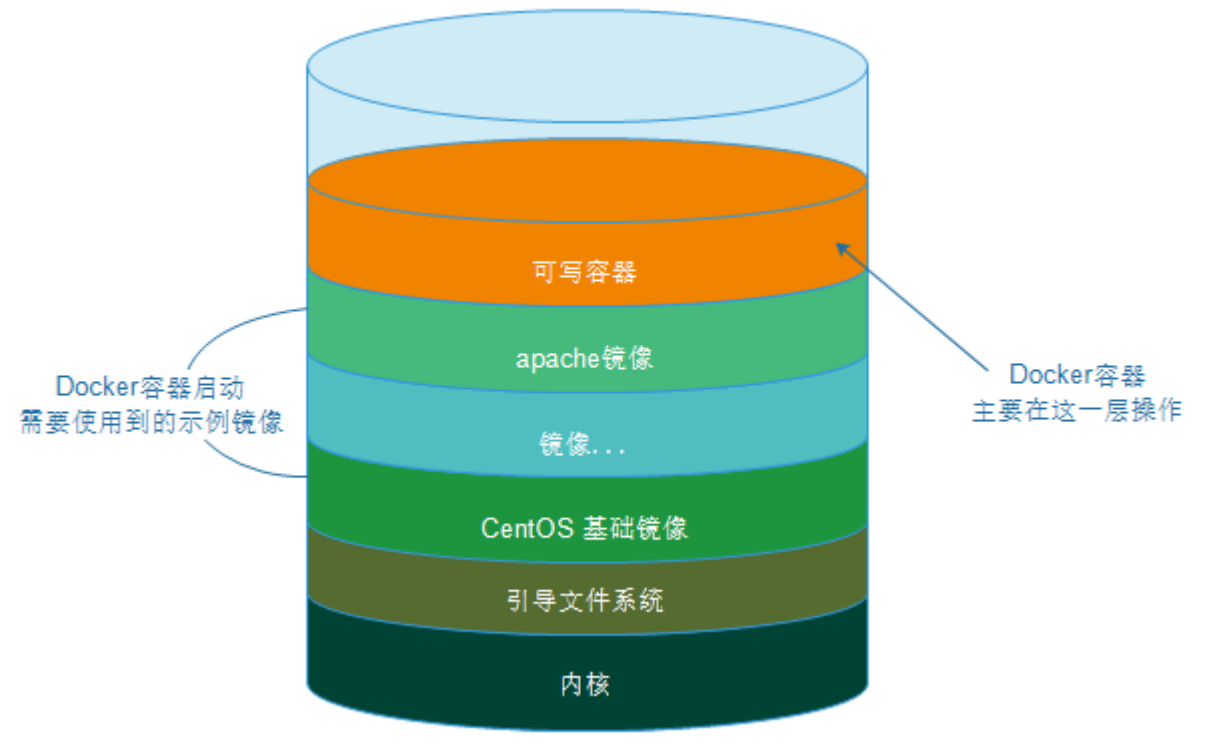 可写容器
apache镜像
Docker容器启动
需要使用到的示例镜像
Docker容器
主要在这一层操作
镜像...
CentOS 基础镜像
引导文件系统
内核